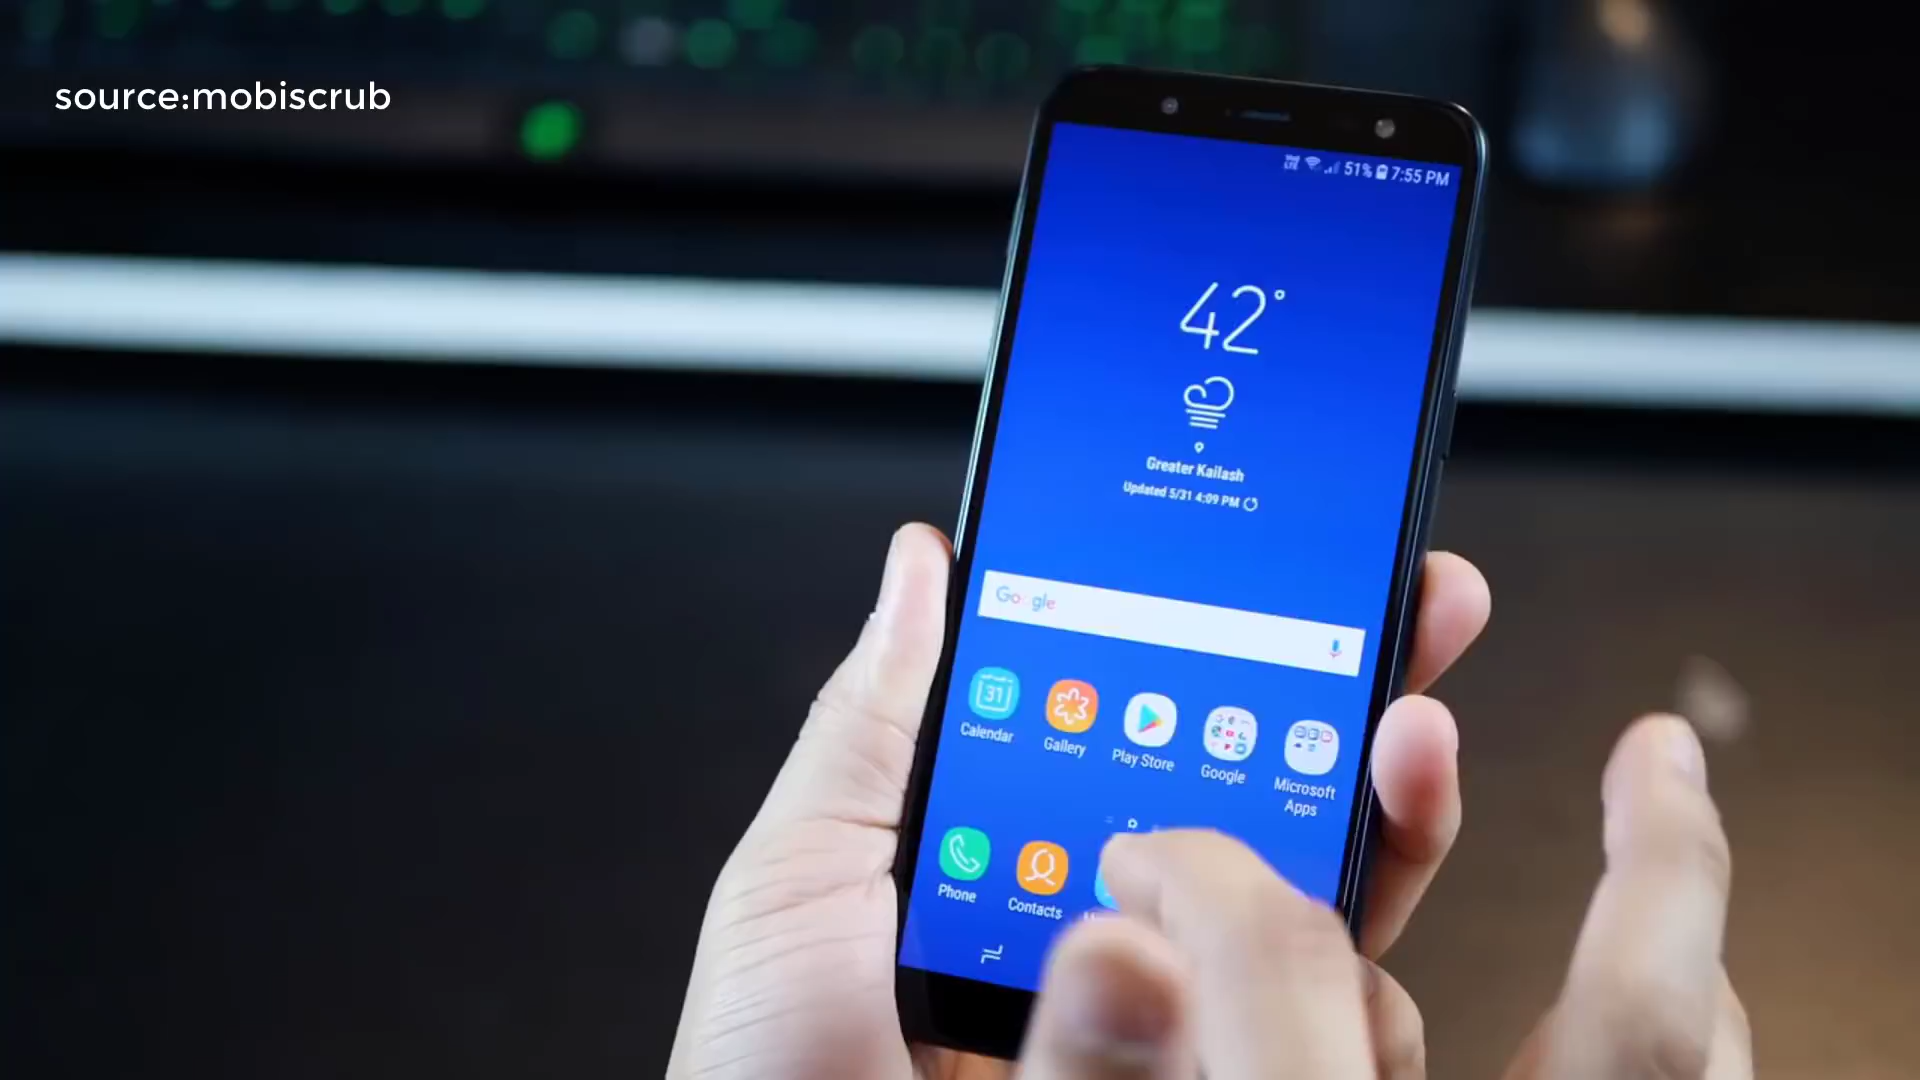 source:mobiscrub
51% 7:55 PM
42°
Greater Kailash
Updated 5/31 4:09 PM
Google
31
Calendar
Gallery
Play Store
Google
Microsoft
Apps
Phone
Contacts